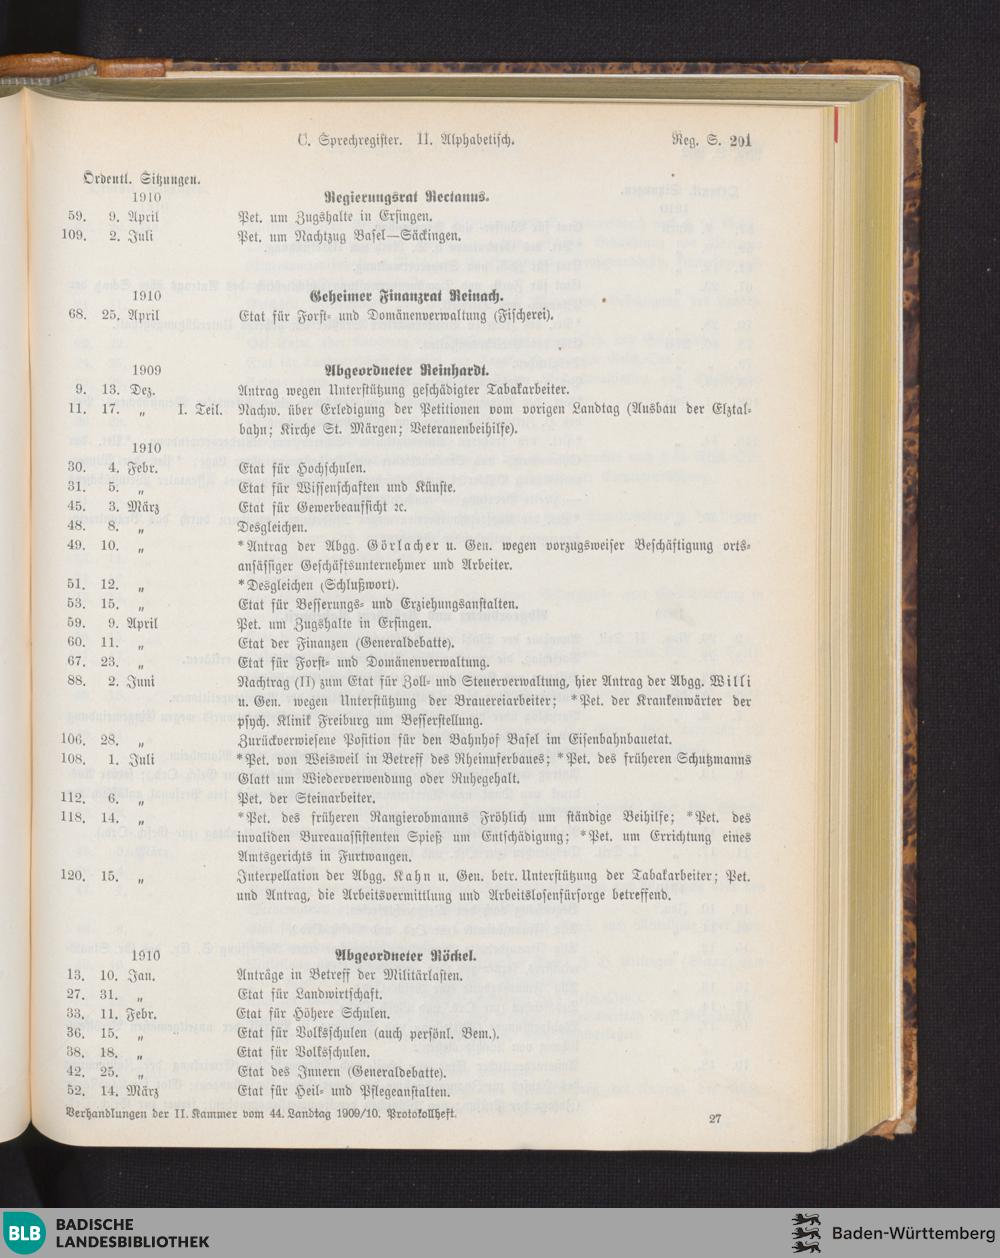 C. Sprechregister. II. Alphabetisch. Reg. S. 201
Ordentl. Sitzungen.
1910 Regierungsrat Rectanus.
59. 9. April Pet. um Zugshalte in Ersingen.
109. 2. Juli Pet. um Nachtzug Basel—Säckingen.
1910 Geheimer Finanzrat Reinach.
68. 25. April Etat für Forst- und Domänenverwaltung (Fischerei).
1909 Abgeordneter Reinhardt.
9. 13. Dez. Antrag wegen Unterstützung geschädigter Tabakarbeiter.
11. 17. „ I. Teil. Nachw. über Erledigung der Petitionen vom vorigen Landtag (Ausbau der Elztal-
bahn; Kirche St. Märgen; Veteranenbeihilfe).
1910
30. 4. Febr. Etat für Hochschulen.
31. 5. „ Etat für Wissenschaften und Künste.
45. 3. März Etat für Gewerbeaufsicht ꝛc.
48. 8. „ Desgleichen.
49. 10. „ * Antrag der Abgg. Görlacher u. Gen. wegen vorzugsweiser Beschäftigung orts-
ansässiger Geschäftsunternehmer und Arbeiter.
51. 12. „ * Desgleichen (Schlußwort).
53. 15. „ Etat für Besserungs- und Erziehungsanstalten.
59. 9. April Pet. um Zugshalte in Ersingen.
60. 11. „ Etat der Finanzen (Generaldebatte).
67. 23. „ Etat für Forst- und Domänenverwaltung.
88. 2. Juni Nachtrag (II) zum Etat für Zoll- und Steuerverwaltung, hier Antrag der Abgg. Willi
u. Gen. wegen Unterstützung der Brauereiarbeiter; * Pet. der Krankenwärter der
psych. Klinik Freiburg um Besserstellung.
106. 28. „ Zurückverwiesene Position für den Bahnhof Basel im Eisenbahnbauetat.
108. 1. Juli * Pet. von Weisweil in Betreff des Rheinuferbaues; * Pet. des früheren Schutzmanns
Glatt um Wiederverwendung oder Ruhegehalt.
112. 6. „ Pet. der Steinarbeiter.
118. 14. „ * Pet. des früheren Rangierobmanns Fröhlich um ständige Beihilfe; * Pet. des
invaliden Bureauassistenten Spieß um Entschädigung; * Pet. um Errichtung eines
Amtsgerichts in Furtwangen.
120. 15. „ Interpellation der Abgg. Kahn u. Gen. betr. Unterstützung der Tabakarbeiter; Pet.
und Antrag, die Arbeitsvermittlung und Arbeitslosenfürsorge betreffend.
1910 Abgeordneter Röckel.
13. 10. Jan. Anträge in Betreff der Militärlasten.
27. 31. „ Etat für Landwirtschaft.
33. 11. Febr. Etat für Höhere Schulen.
36. 15. „ Etat für Volksschulen (auch persönl. Bem.).
38. 18. „ Etat für Volksschulen.
42. 25. „ Etat des Innern (Generaldebatte).
52. 14. März Etat für Heil- und Pflegeanstalten.
Verhandlungen der II. Kammer vom 44. Landtag 1909/10. Protokollheft. 27
BLB BADISCHE
LANDESBIBLIOTHEK
Baden-Württemberg